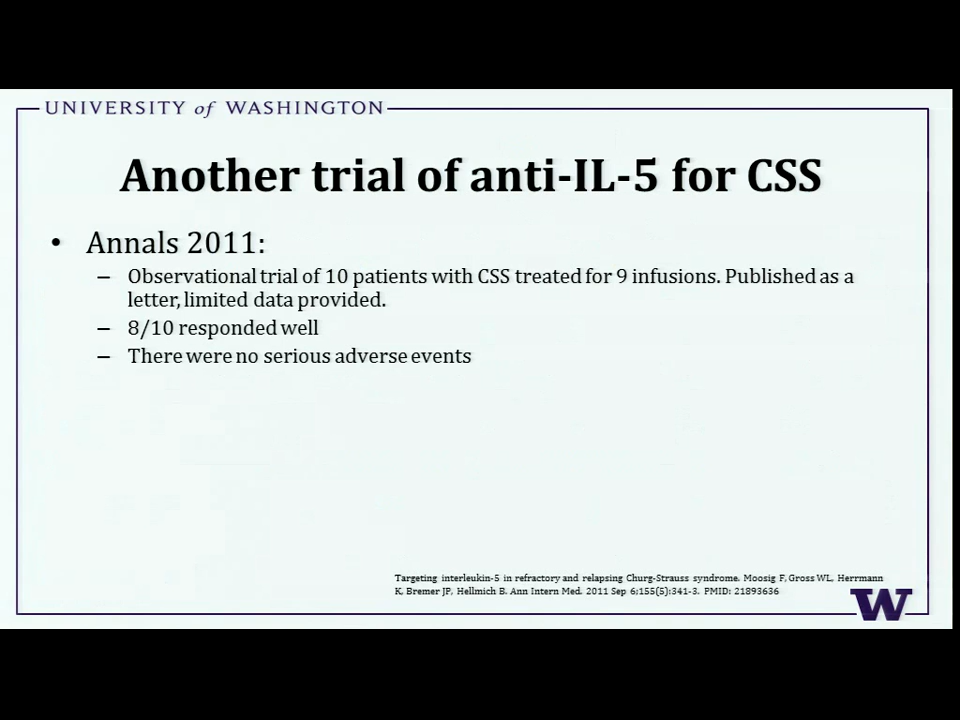 UNIVERSITY of WASHINGTON
Another trial of anti-IL-5 for CSS
• Annals 2011:
– Observational trial of 10 patients with CSS treated for 9 infusions. Published as a
letter, limited data provided.
– 8/10 responded well
– There were no serious adverse events
Targeting interleukin-5 in refractory and relapsing Churg-Strauss syndrome. Moosig F, Gross WL, Herrmann
K, Bremer JP, Hellmich B. Ann Intern Med. 2011 Sep 6;155(5):341-3. PMID: 21893636
W